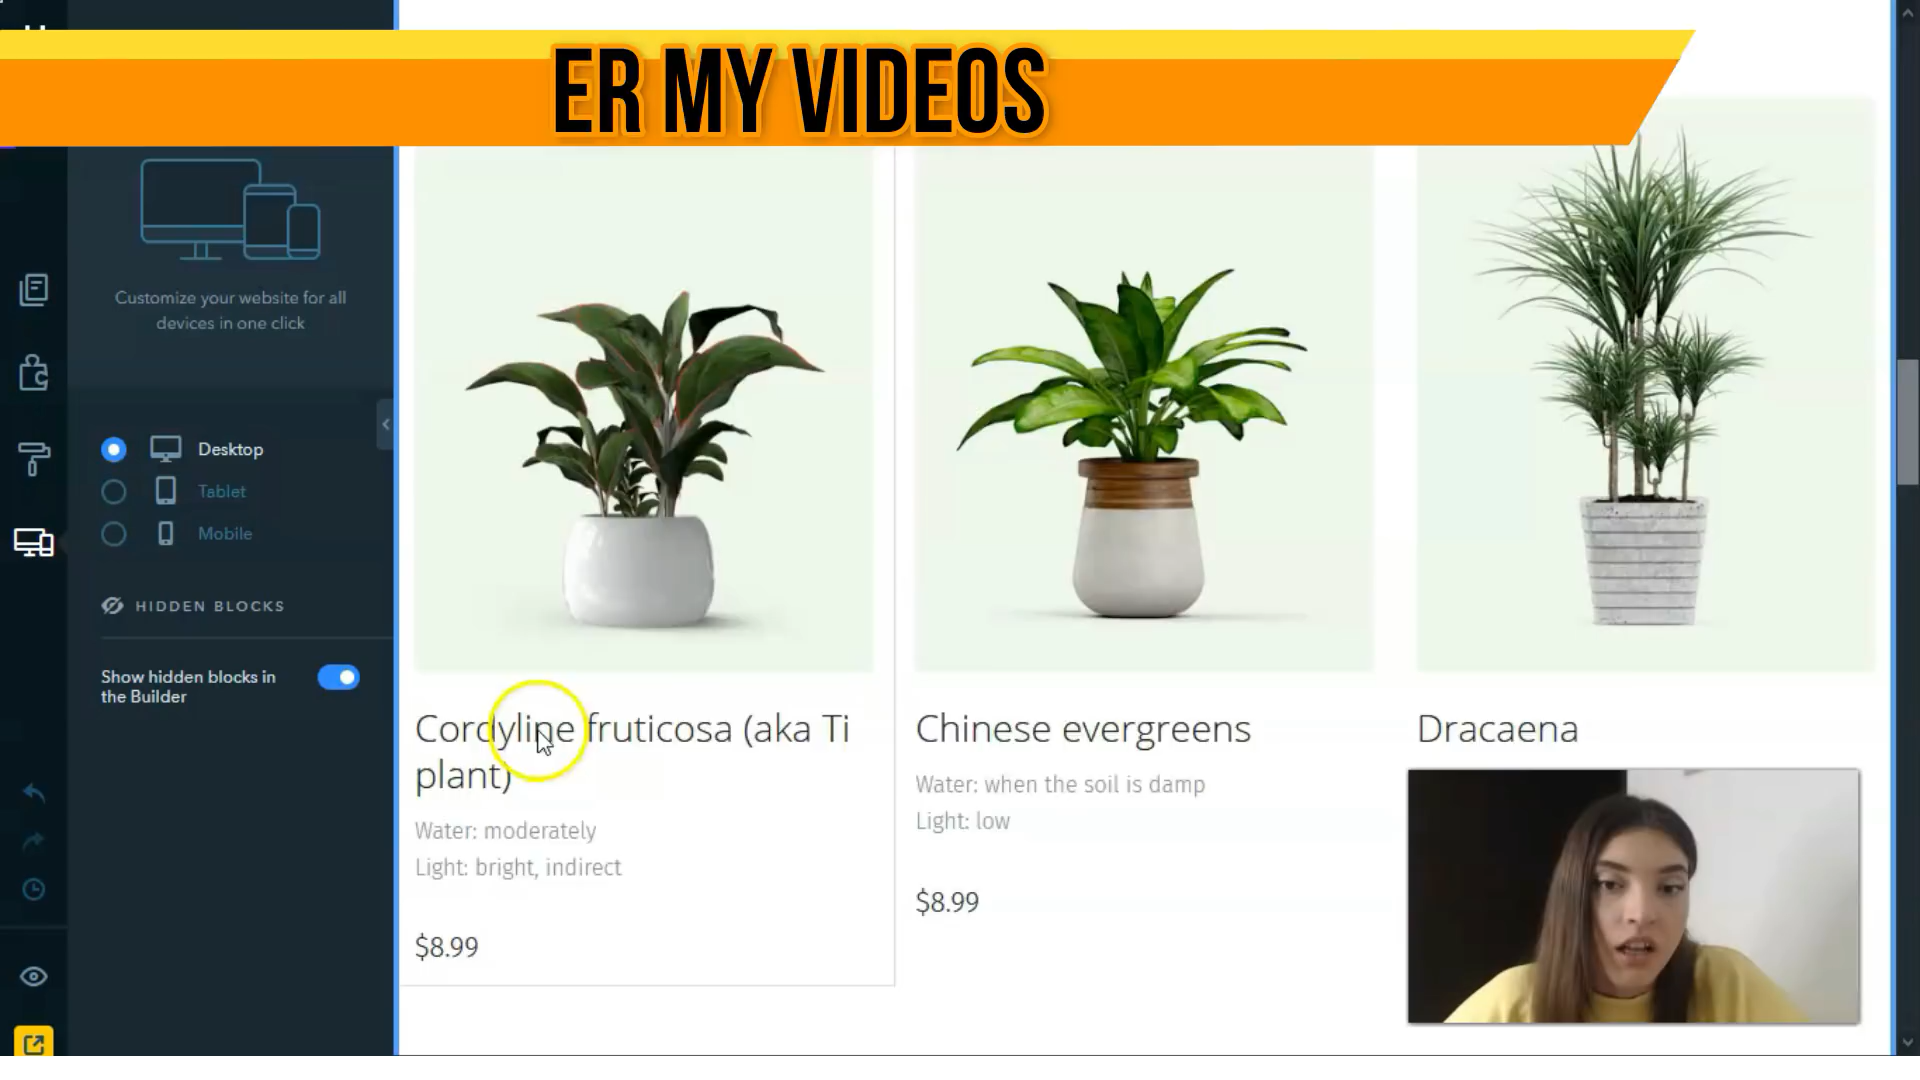 ER MY VIDEOS
Customize your website for all
devices in one click
Desktop
Tablet
Mobile
HIDDEN BLOCKS
Show hidden blocks in
the Builder
Cordyline fruticosa (aka Ti
plant)
Water: moderately
Light: bright, indirect
$8.99
Chinese evergreens
Water: when the soil is damp
Light: low
$8.99
Dracaena